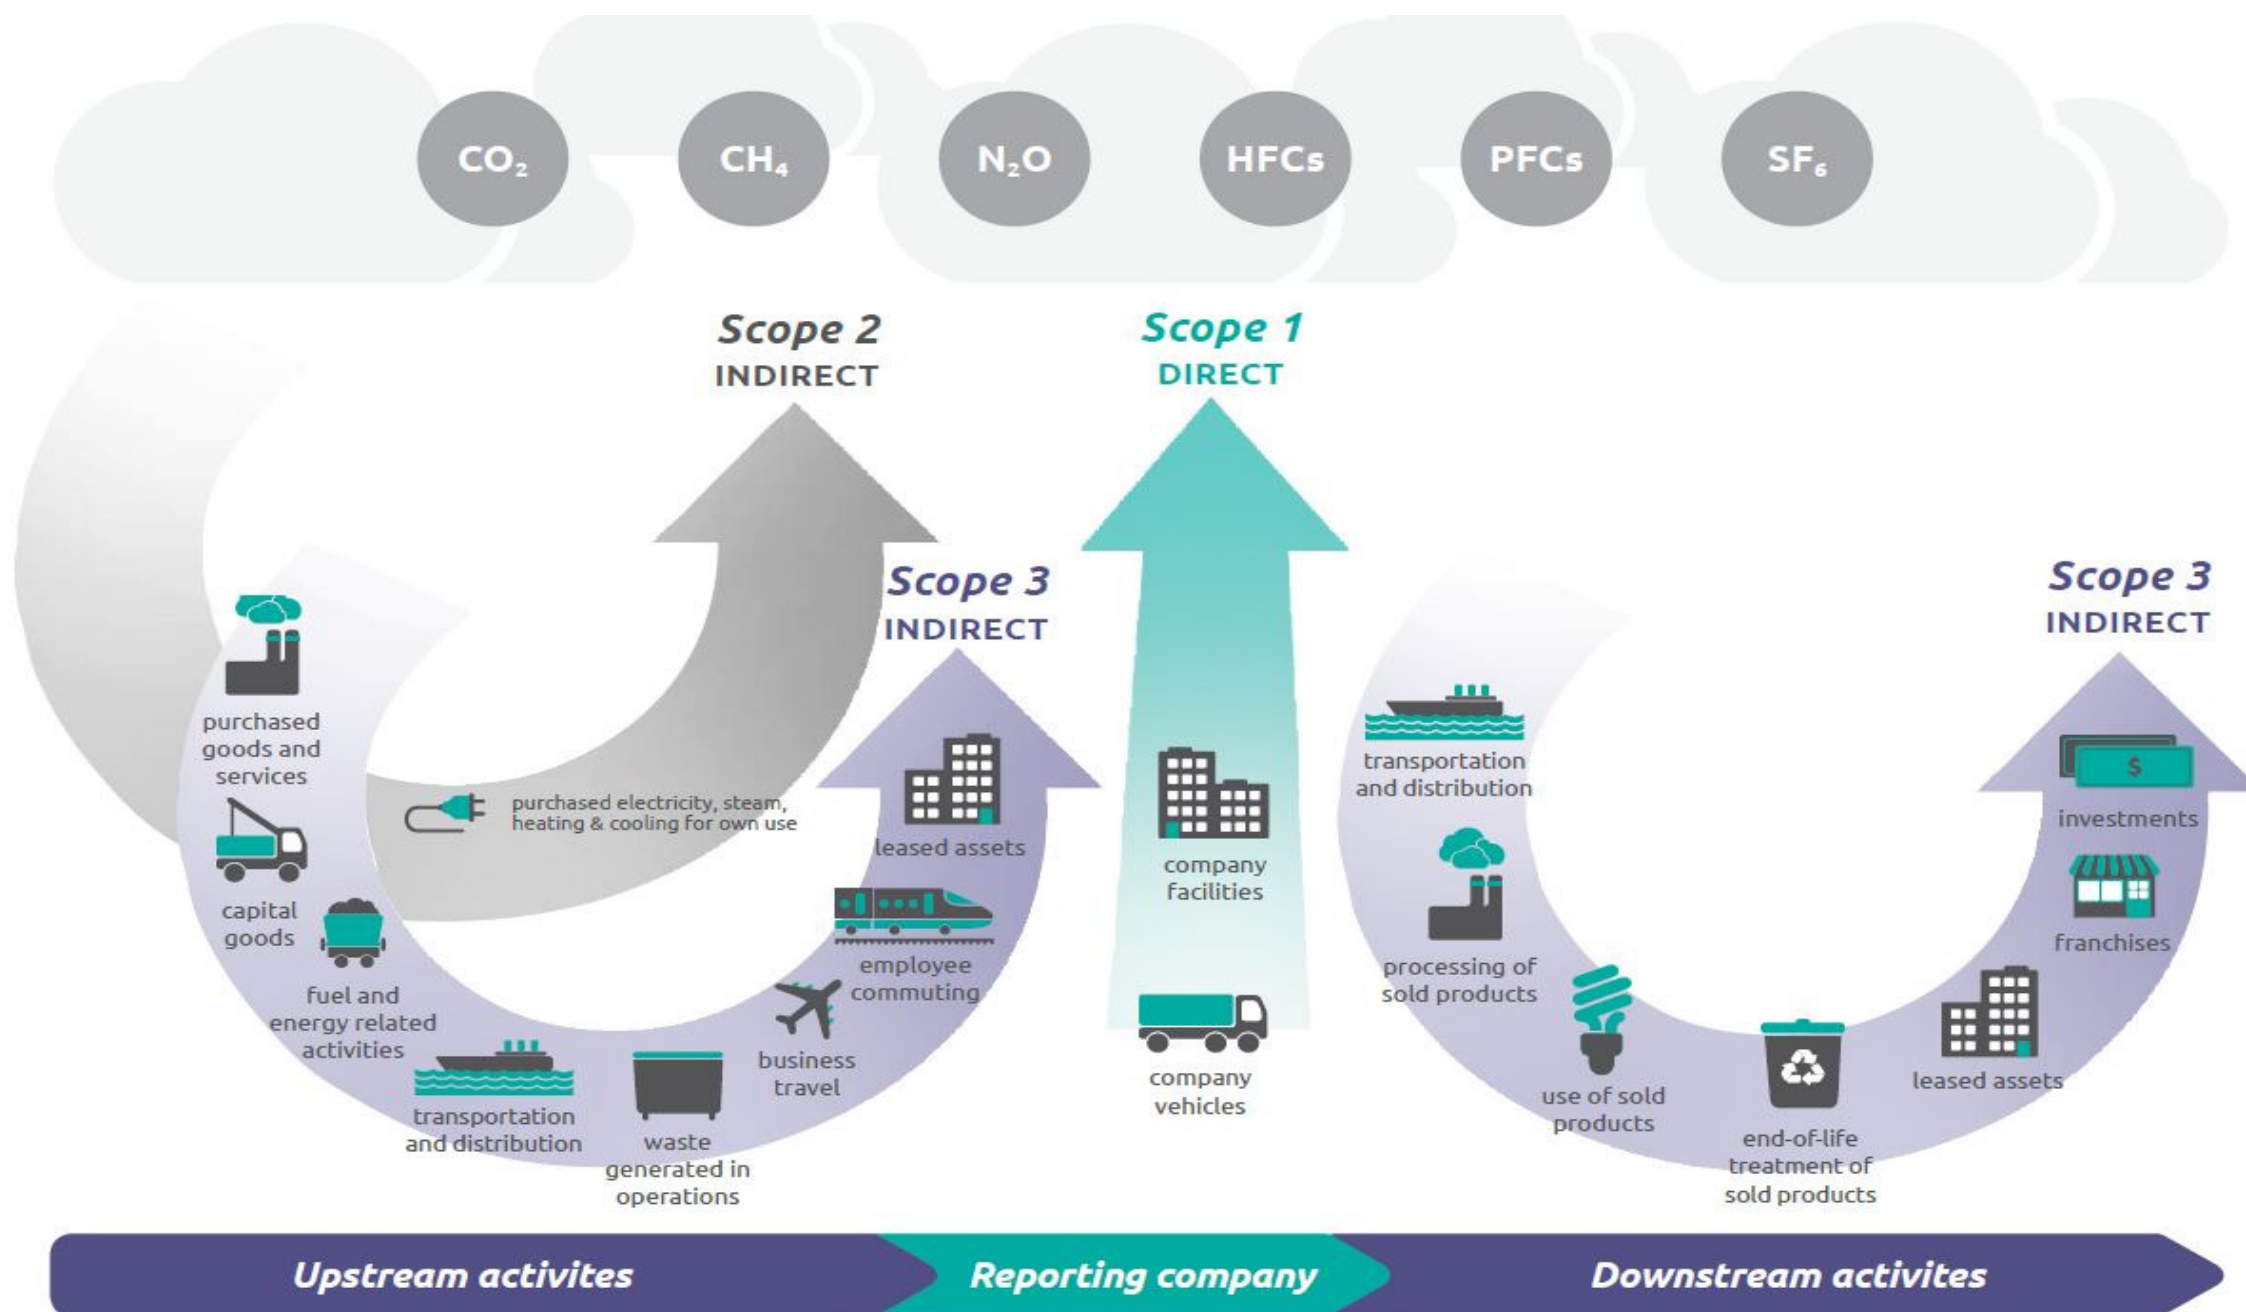 CO₂
CH₄
N₂O
HFCs
PFCs
SF₆
Scope 2
INDIRECT
Scope 1
DIRECT
Scope 3
INDIRECT
Scope 3
INDIRECT
purchased
goods and
services
capital
goods
fuel and
energy related
activities
transportation
and distribution
waste
generated in
operations
business
travel
employee
commuting
leased assets
purchased electricity, steam,
heating & cooling for own use
company
facilities
company
vehicles
transportation
and distribution
processing of
sold products
use of sold
products
end-of-life
treatment of
sold products
leased assets
franchises
$
investments
Upstream activites
Reporting company
Downstream activites